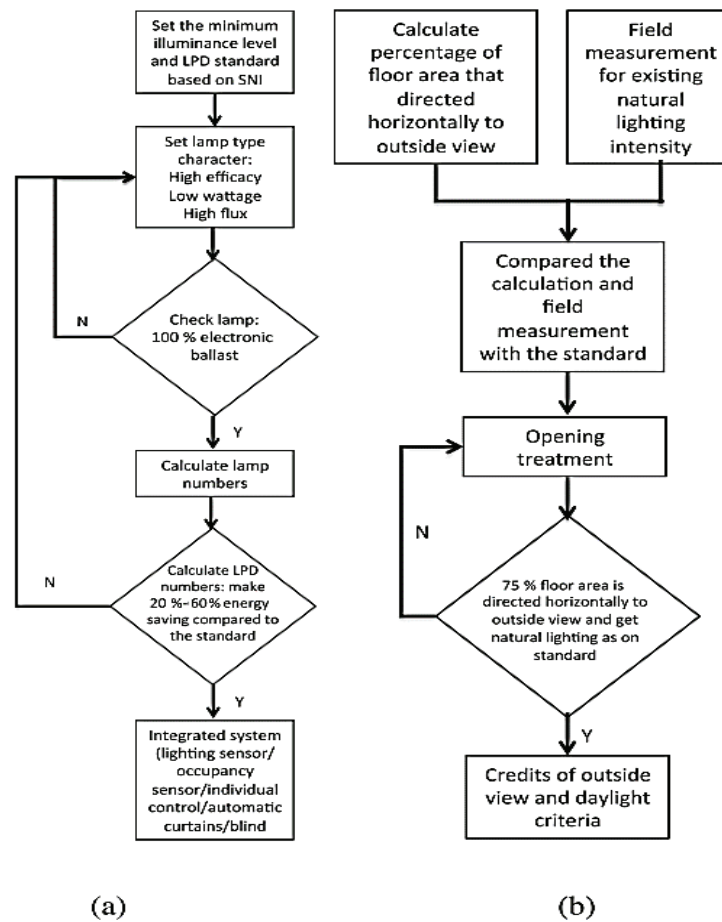 Set the minimum
illuminance level
and LPD standard
based on SNI
Set lamp type
character:
High efficacy
Low wattage
High flux
N
Check lamp:
100 % electronic
ballast
Y
Calculate lamp
numbers
N
Calculate LPD
numbers: make
20 %-60% energy
saving compared to
the standard
Y
Integrated system
(lighting sensor/
occupancy
sensor/individual
control/automatic
curtains/blind
(a)
Calculate
percentage of
floor area that
directed
horizontally to
outside view
Field
measurement
for existing
natural
lighting
intensity
Compared the
calculation and
field
measurement
with the standard
Opening
treatment
N
75 % floor area is
directed horizontally to
outside view and get
natural lighting as on
standard
Y
Credits of outside
view and daylight
criteria
(b)